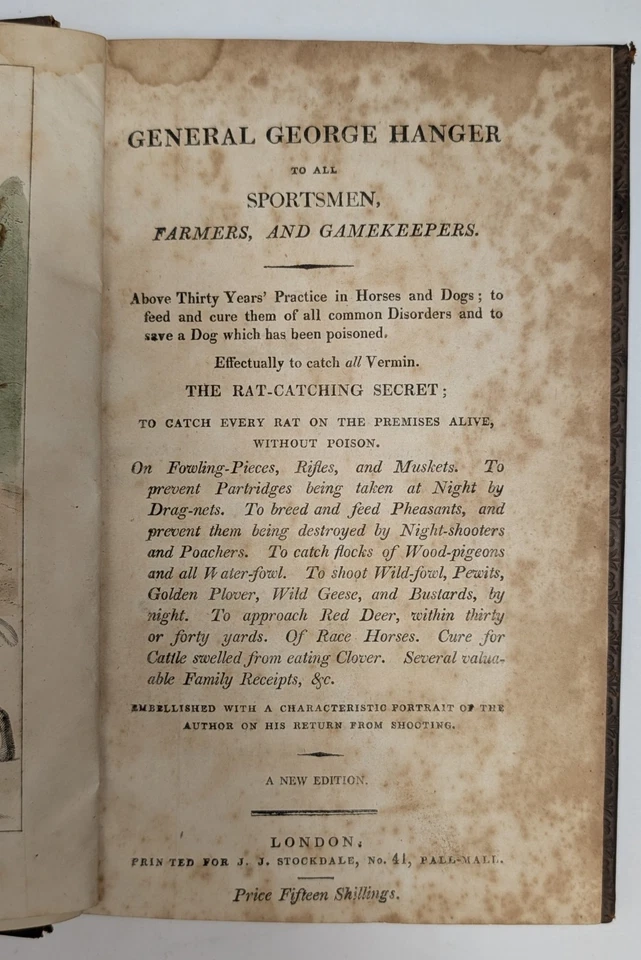 GENERAL GEORGE HANGER
TO ALL
SPORTSMEN,
FARMERS, AND GAMEKEEPERS.
Above Thirty Years' Practice in Horses and Dogs; to
feed and cure them of all common Disorders and to
save a Dog which has been poisoned.
Effectually to catch all Vermin.
THE RAT-CATCHING SECRET;
TO CATCH EVERY RAT ON THE PREMISES ALIVE,
WITHOUT POISON.
On Fowling-Pieces, Rifles, and Muskets. To
prevent Partridges being taken at Night by
Drag-nets. To breed and feed Pheasants, and
prevent them being destroyed by Night-shooters
and Poachers. To catch flocks of Wood-pigeons
and all Water-fowl. To shoot Wild-fowl, Pewits,
Golden Plover, Wild Geese, and Bustards, by
night. To approach Red Deer, within thirty
or forty yards. Of Race Horses. Cure for
Cattle swelled from eating Clover. Several valua-
able Family Receipts, &c.
EMBELLISHED WITH A CHARACTERISTIC PORTRAIT OF THE
AUTHOR ON HIS RETURN FROM SHOOTING.
A NEW EDITION.
LONDON:
PRINTED FOR J. J. STOCKDALE, No. 41, PALL-MALL.
Price Fifteen Shillings.